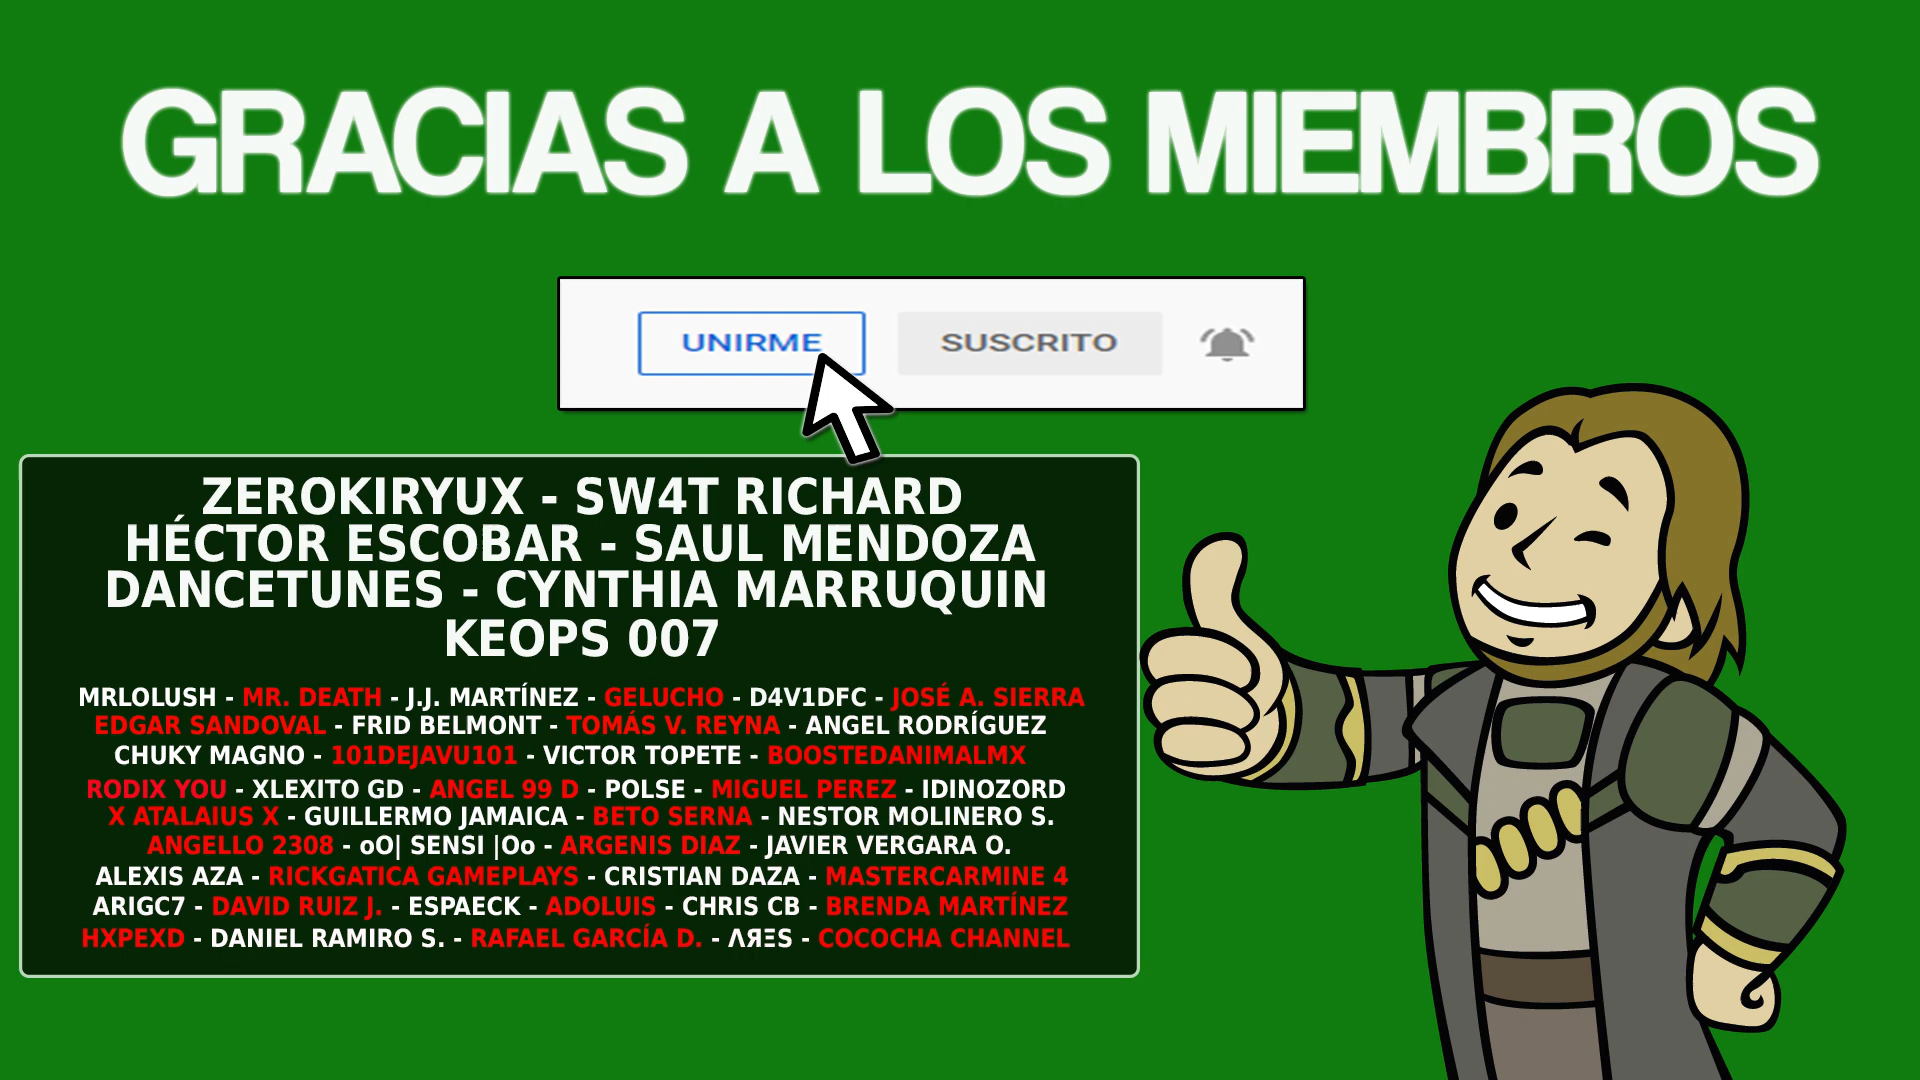 GRACIAS A LOS MIEMBROS
UNIRME SUSCRITO
ZEROKIRYUX - SW4T RICHARD
HÉCTOR ESCOBAR - SAUL MENDOZA
DANCETUNES - CYNTHIA MARRUQUIN
KEOPS 007
MRLOLUSH - MR. DEATH - J.J. MARTÍNEZ - GELUCHO - D4V1DFC - JOSÉ A. SIERRA
EDGAR SANDOVAL - FRID BELMONT - TOMÁS V. REYNA - ANGEL RODRÍGUEZ
CHUKY MAGNO - 101DEJAVU101 - VICTOR TOPETE - BOOSTEDANIMALMX
RODIX YOU - XLEXITO GD - ANGEL 99 D - POLSE - MIGUEL PEREZ - IDINOZORD
X ATALAIUS X - GUILLERMO JAMAICA - BETO SERNA - NESTOR MOLINERO S.
ANGELLO 2308 - oO| SENSI |Oo - ARGENIS DIAZ - JAVIER VERGARA O.
ALEXIS AZA - RICKGATICA GAMEPLAYS - CRISTIAN DAZA - MASTERCARMINE 4
ARIGC7 - DAVID RUIZ J. - ESPAECK - ADOLUIS - CHRIS CB - BRENDA MARTÍNEZ
HXPEXD - DANIEL RAMIRO S. - RAFAEL GARCÍA D. - ΛЯΞS - COCOCHA CHANNEL